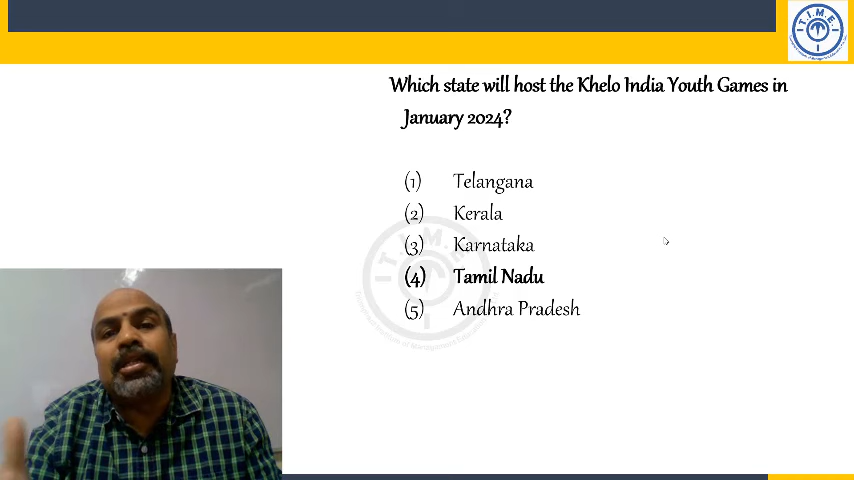 T.I.M.E.
Which state will host the Khelo India Youth Games in
January 2024?
(1) Telangana
(2) Kerala
(3) Karnataka
(4) Tamil Nadu
(5) Andhra Pradesh